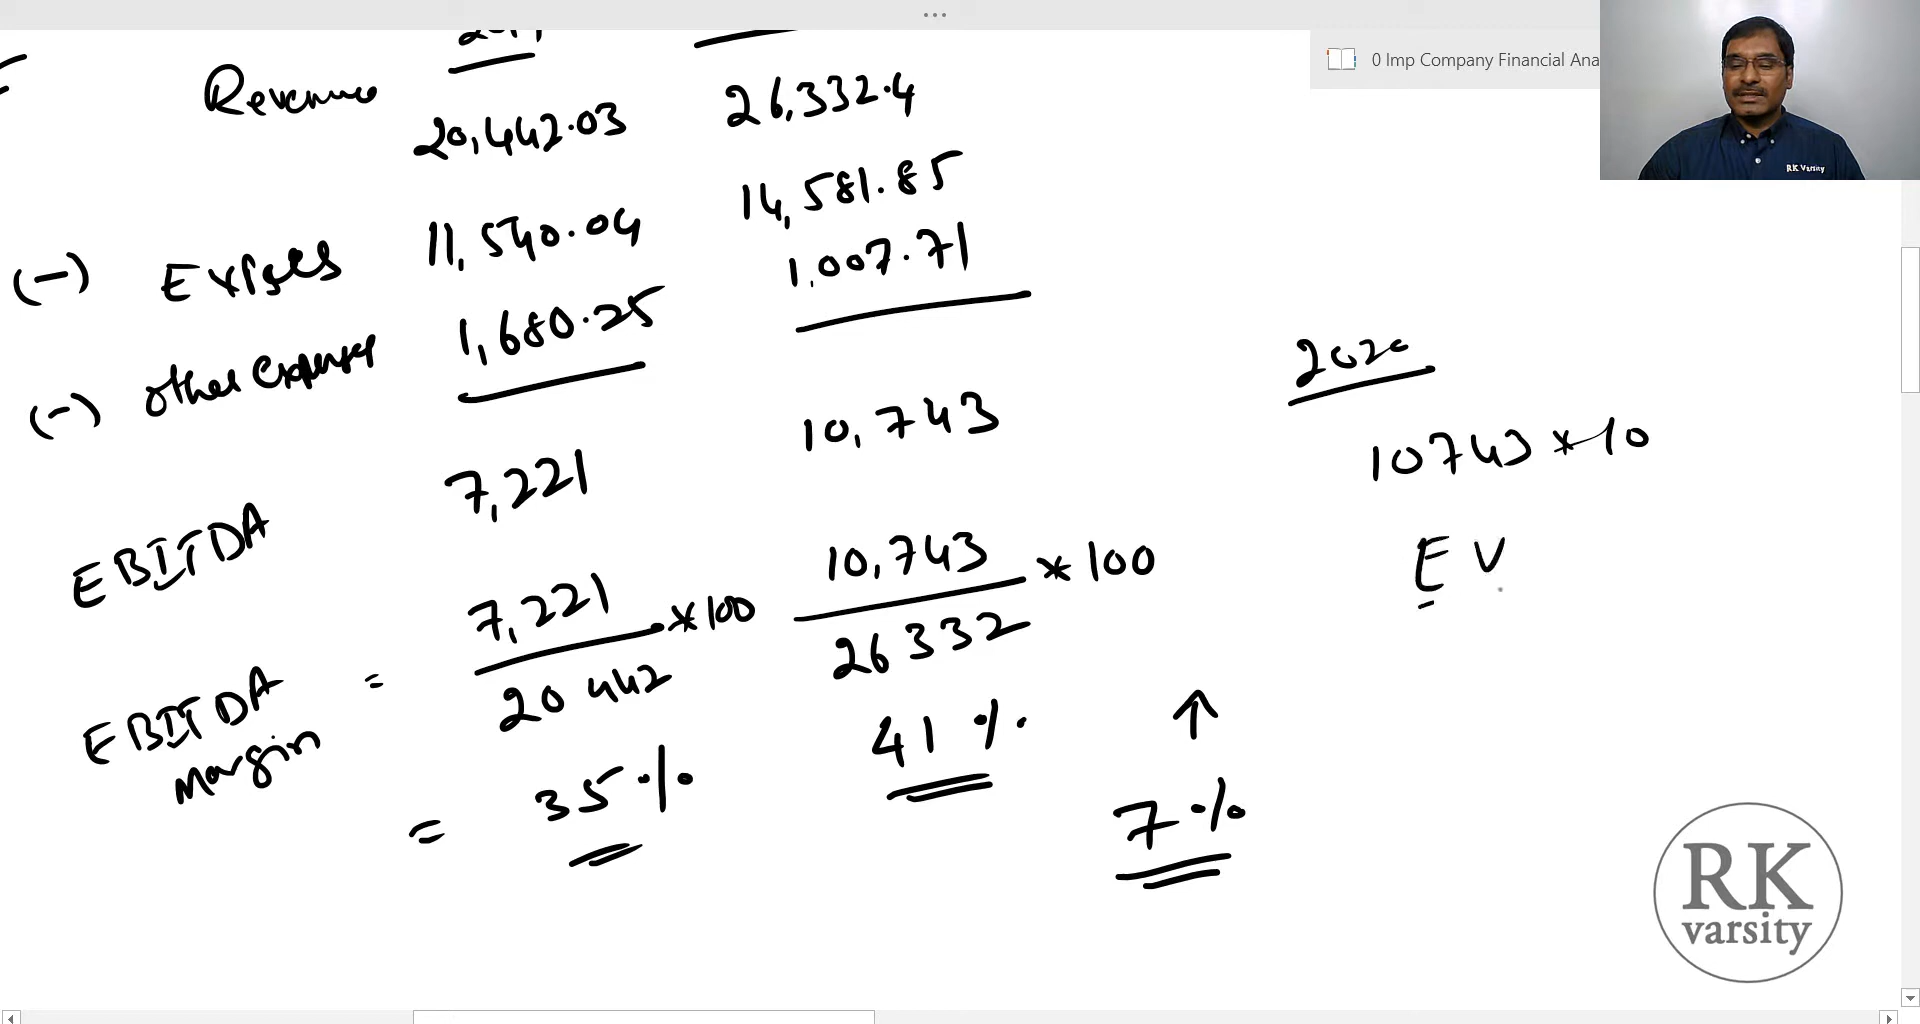 0 Imp Company Financial Ana
Revenue 20,442.03 26,332.4
(-) 11,540.04 14,581.85
(-) other expense 1,680.25 1,007.71
EBITDA 7,221 10,743
EBITDA margin = 7,221 / 20442 * 100 10,743 / 26332 * 100
= 35% 41% ↑ 7%
2020
10743 * 10
EV
RK Varsity
RK
varsity